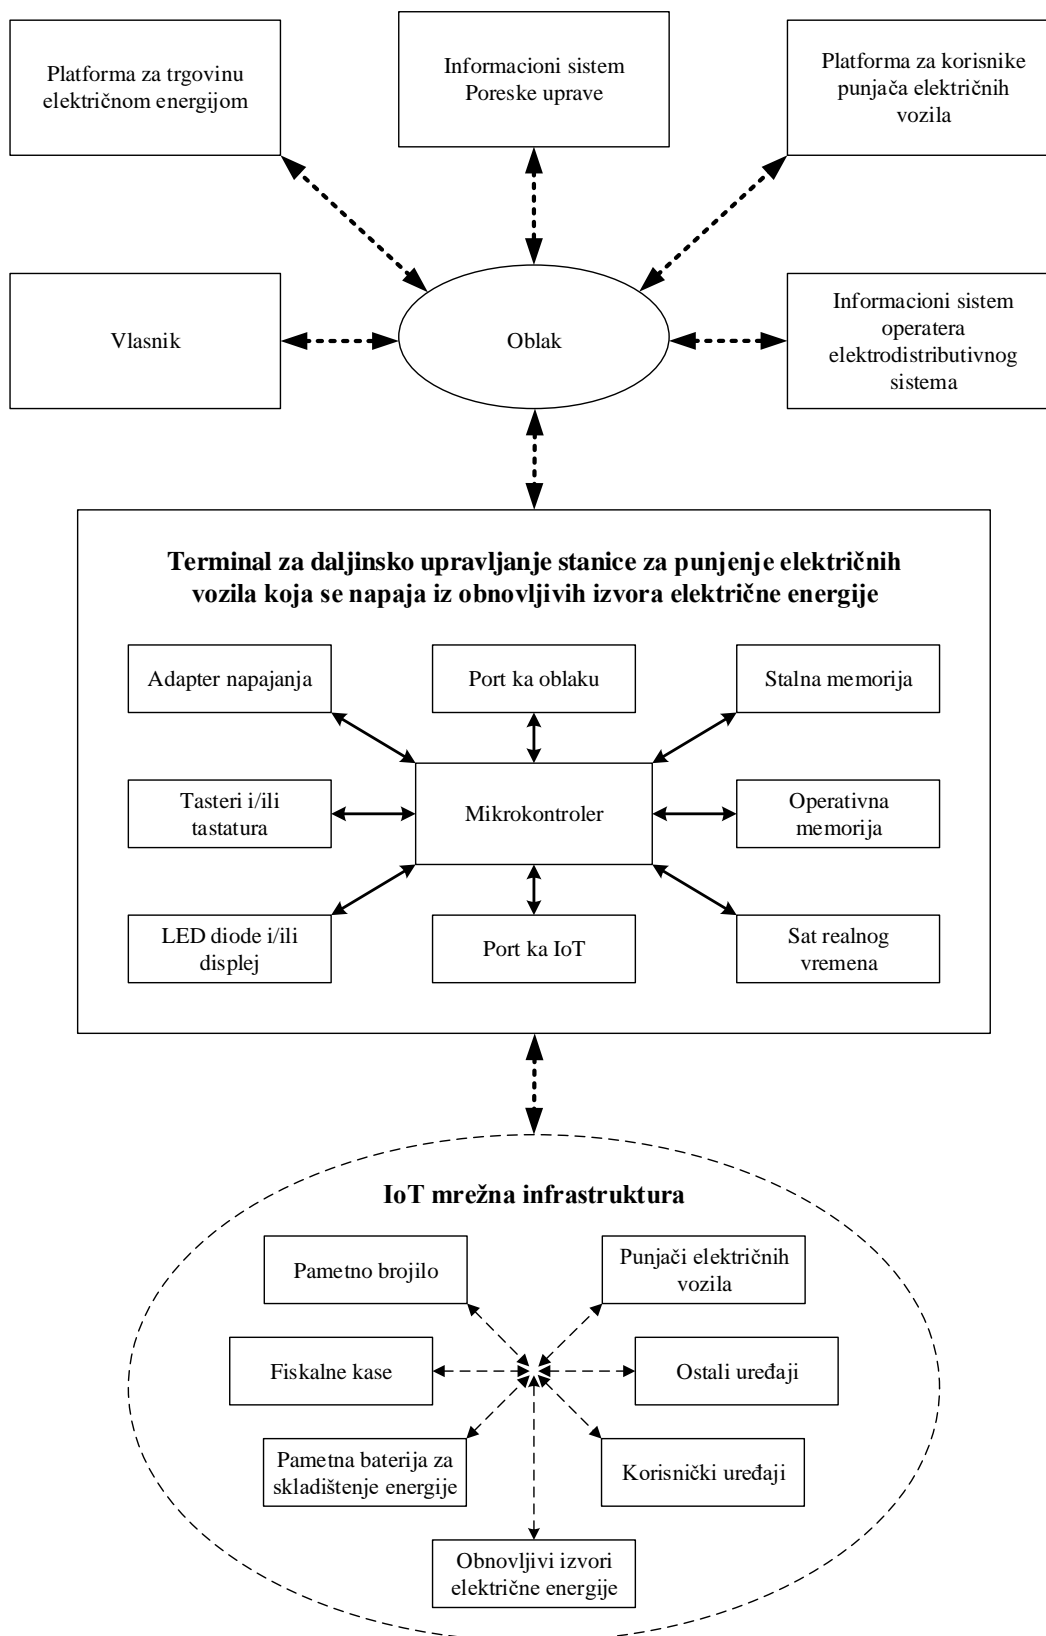 Platforma za trgovinu
električnom energijom
Informacioni sistem
Poreske uprave
Platforma za korisnike
punjača električnih
vozila
Vlasnik
Oblak
Informacioni sistem
operatera
elektrodistributivnog
sistema
Terminal za daljinsko upravljanje stanice za punjenje električnih
vozila koja se napaja iz obnovljivih izvora električne energije
Adapter napajanja
Port ka oblaku
Stalna memorija
Tasteri i/ili
tastatura
Mikrokontroler
Operativna
memorija
LED diode i/ili
displej
Port ka IoT
Sat realnog
vremena
IoT mrežna infrastruktura
Pametno brojilo
Punjači električnih
vozila
Fiskalne kase
Ostali uređaji
Pametna baterija za
skladištenje energije
Korisnički uređaji
Obnovljivi izvori
električne energije